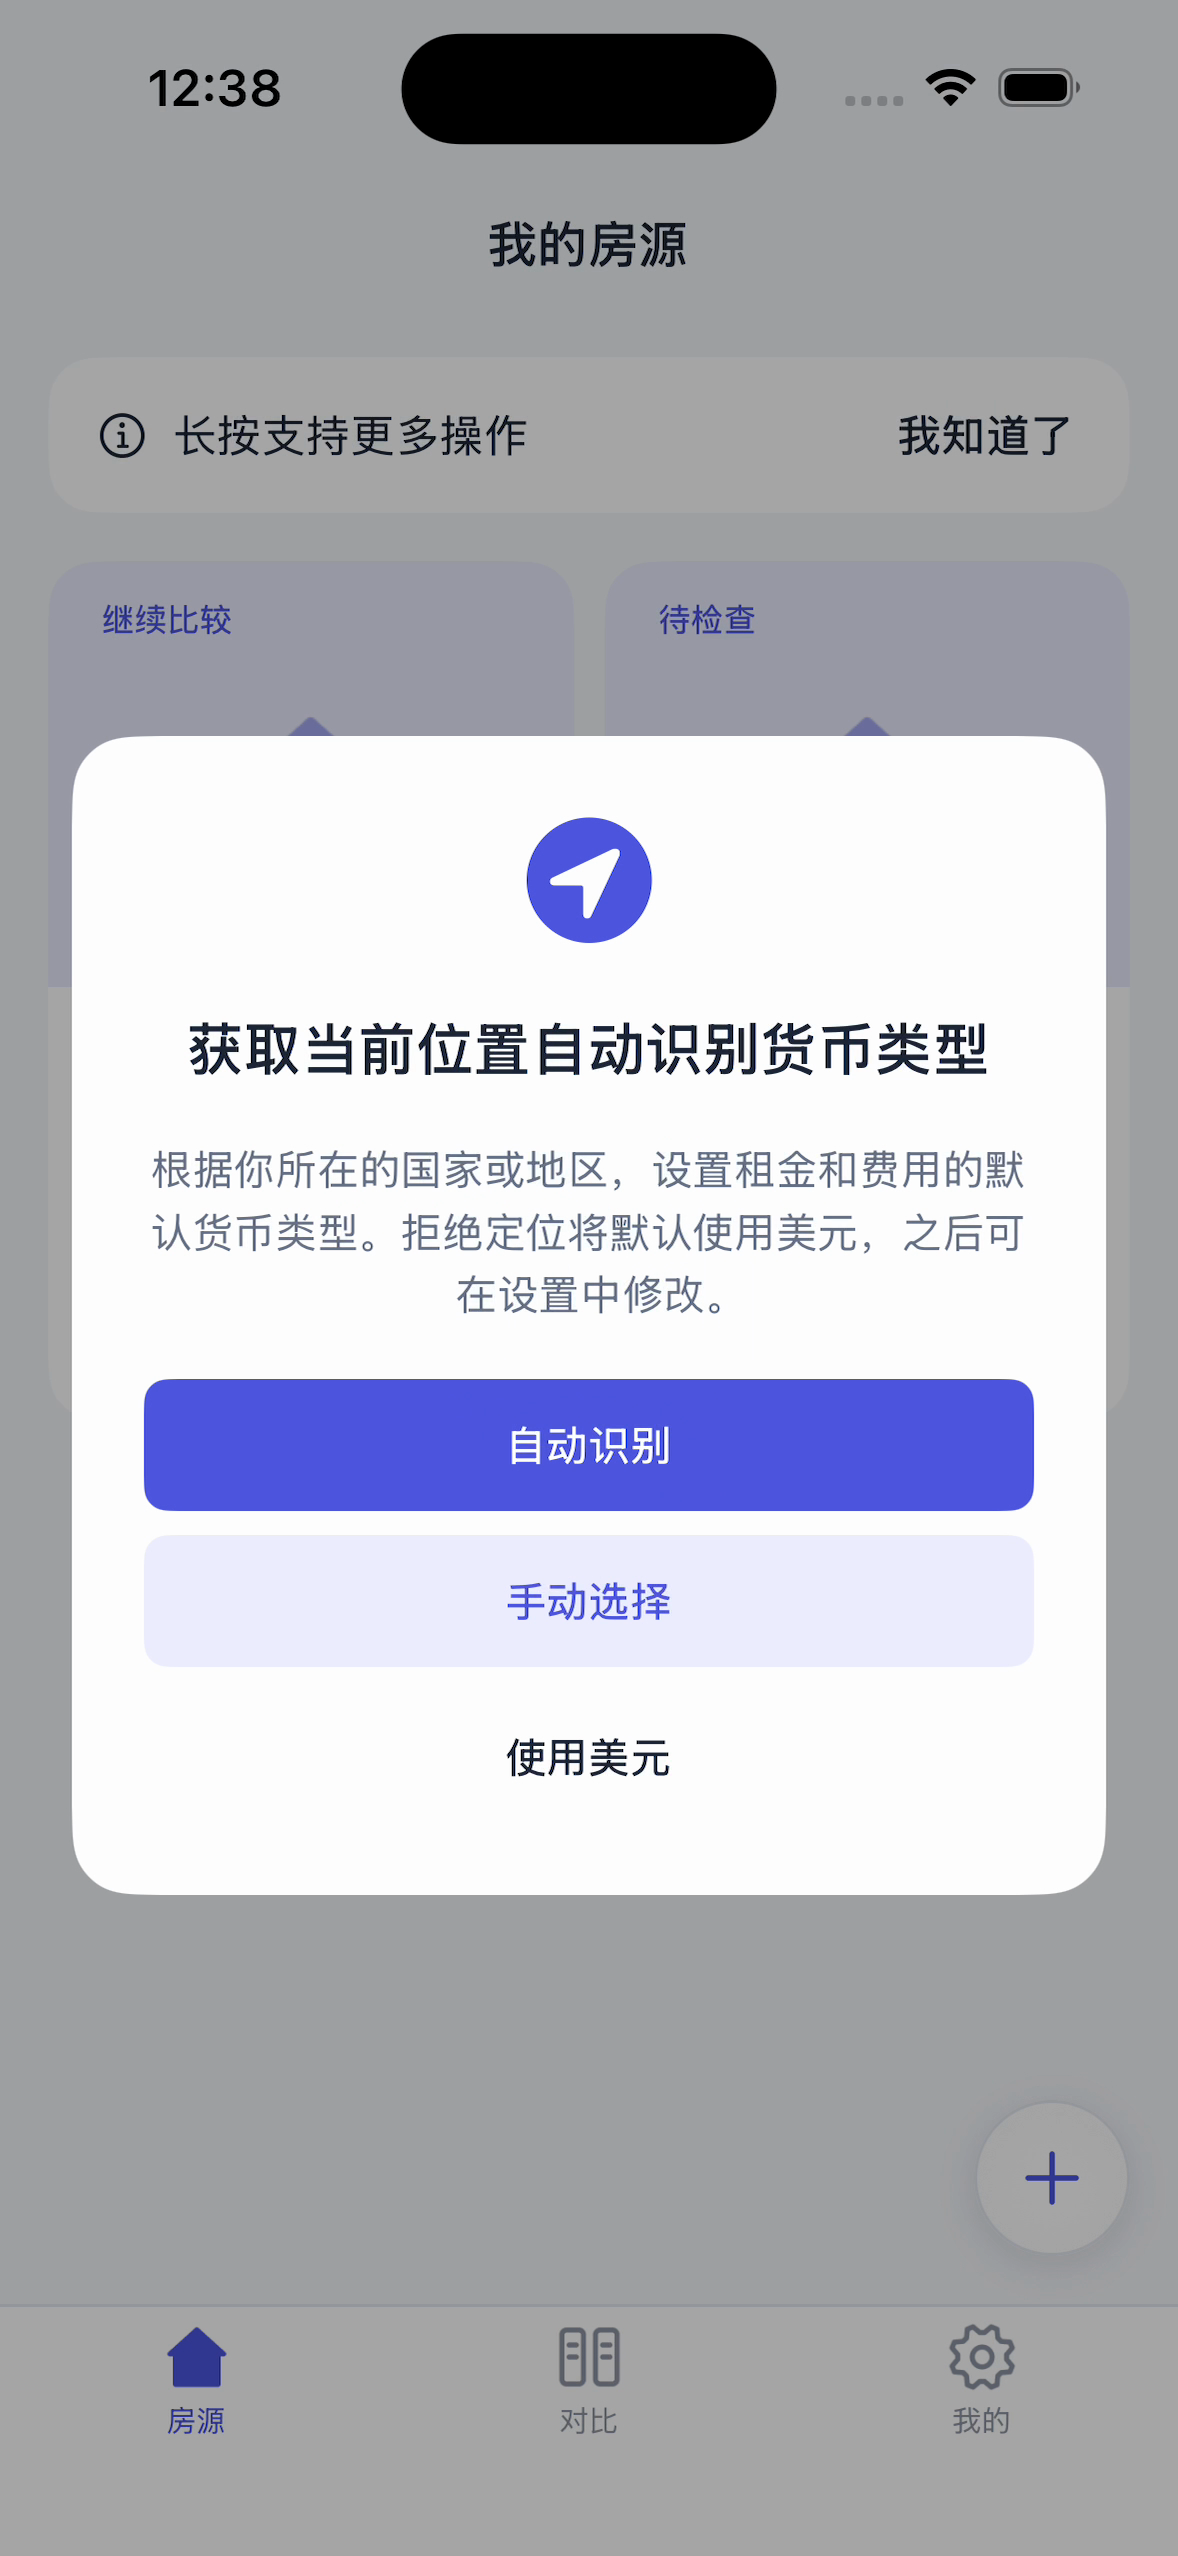 12:38
我的房源
长按支持更多操作
我知道了
继续比较
待检查
获取当前位置自动识别货币类型
根据你所在的国家或地区，设置租金和费用的默
认货币类型。拒绝定位将默认使用美元，之后可
在设置中修改。
自动识别
手动选择
使用美元
房源
对比
我的